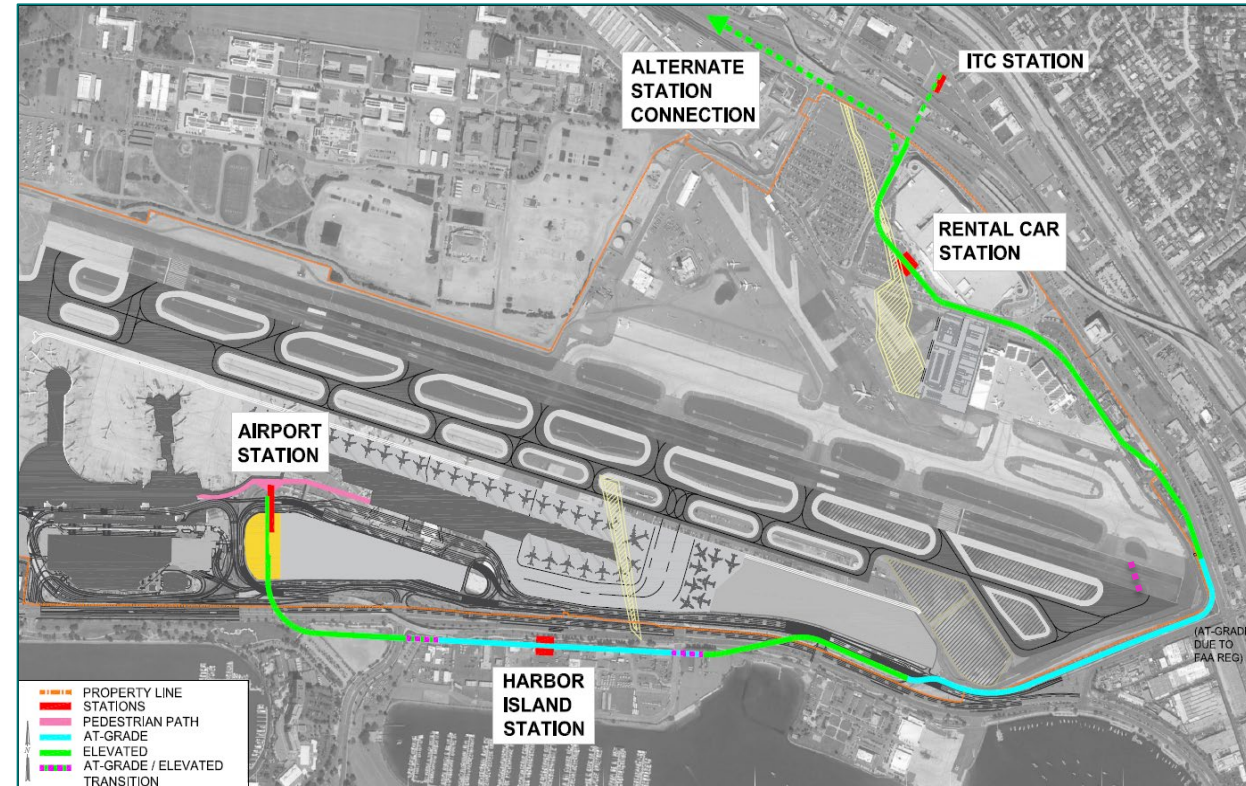 ALTERNATE
STATION
CONNECTION
ITC STATION
RENTAL CAR
STATION
AIRPORT
STATION
(AT-GRADE
DUE TO
FAA REG)
HARBOR
ISLAND
STATION
PROPERTY LINE
STATIONS
PEDESTRIAN PATH
AT-GRADE
ELEVATED
AT-GRADE / ELEVATED
TRANSITION
N